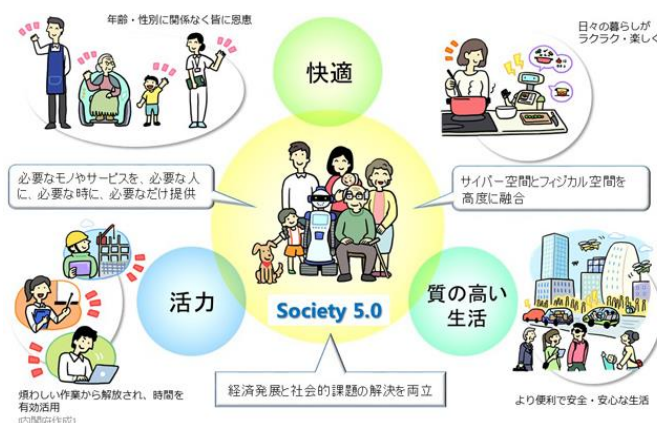 年齢・性別に関係なく皆に恩恵
快適
日々の暮らしが
ラクラク・楽しく
必要なモノやサービスを、必要な人
に、必要な時に、必要なだけ提供
サイバー空間とフィジカル空間を
高度に融合
活力
Society 5.0
質の高い
生活
経済発展と社会的課題の解決を両立
煩わしい作業から解放され、時間を
有効活用
[内閣府作成]
より便利で安全・安心な生活